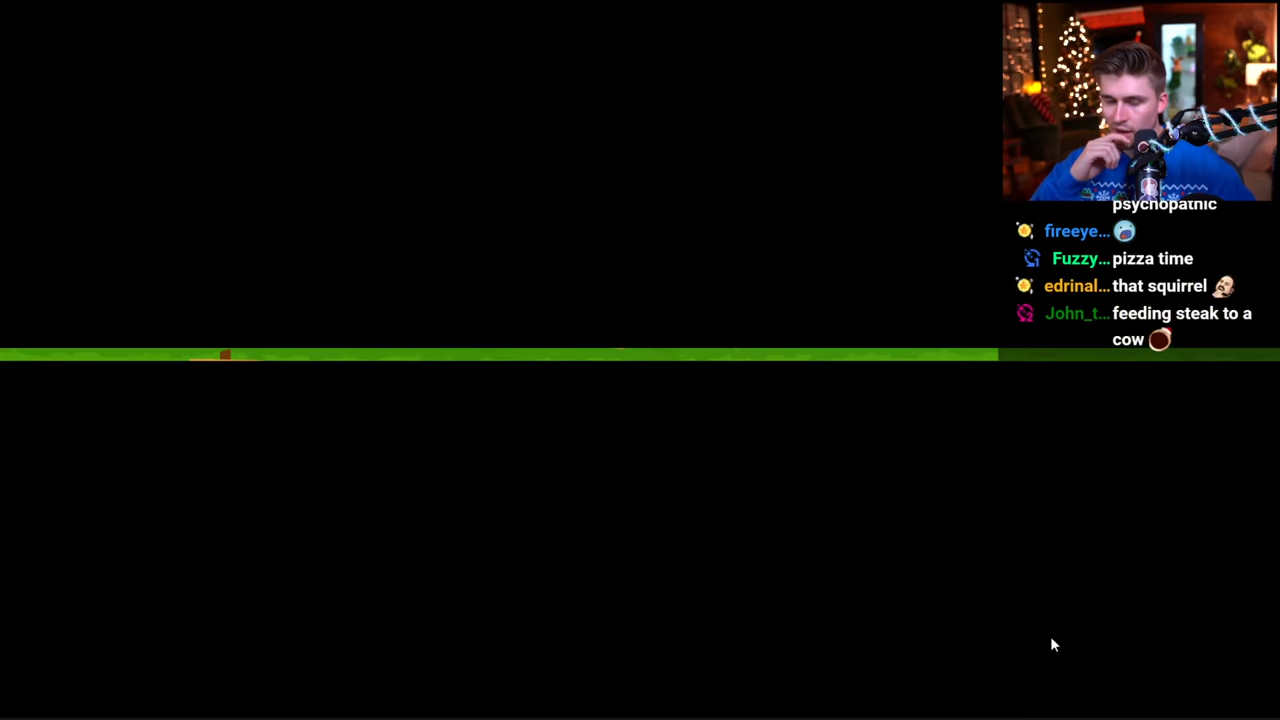 psychopathic
fireeye...
Fuzzy... pizza time
edrinal... that squirrel
John_t... feeding steak to a
cow